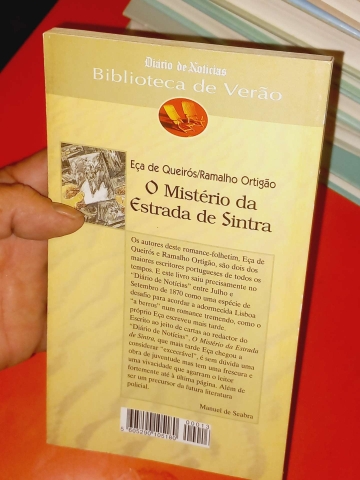 Diário de Notícias
Biblioteca de Verão
Eça de Queirós/Ramalho Ortigão
O Mistério da
Estrada de Sintra
Os autores deste romance-folhetim, Eça de
Queirós e Ramalho Ortigão, são dois dos
maiores escritores portugueses de todos os
tempos. E este livro saiu precisamente no
"Diário de Notícias" entre Julho e
Setembro de 1870 como uma espécie de
desafio para acordar a adormecida Lisboa
"a berros" num romance tremendo, como o
próprio Eça escreveu mais tarde.
Escrito ao jeito de cartas ao redactor do
"Diário de Notícias". O Mistério da Estrada
de Sintra, que mais tarde Eça chegou a
considerar "execrável", é sem dúvida uma
obra de juventude mas tem uma frescura e
uma vivacidade que agarram o leitor
fortemente até à última página. Além de
ser um precursor da futura literatura
policial.
Manuel de Seabra